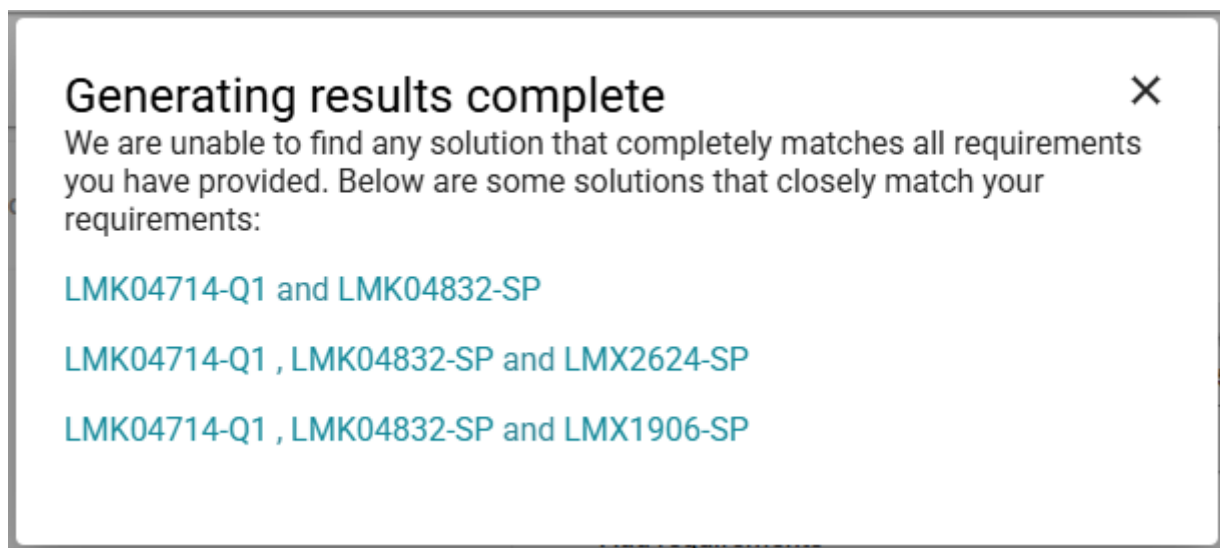 Generating results complete
We are unable to find any solution that completely matches all requirements
you have provided. Below are some solutions that closely match your
requirements:
LMK04714-Q1 and LMK04832-SP
LMK04714-Q1 , LMK04832-SP and LMX2624-SP
LMK04714-Q1 , LMK04832-SP and LMX1906-SP